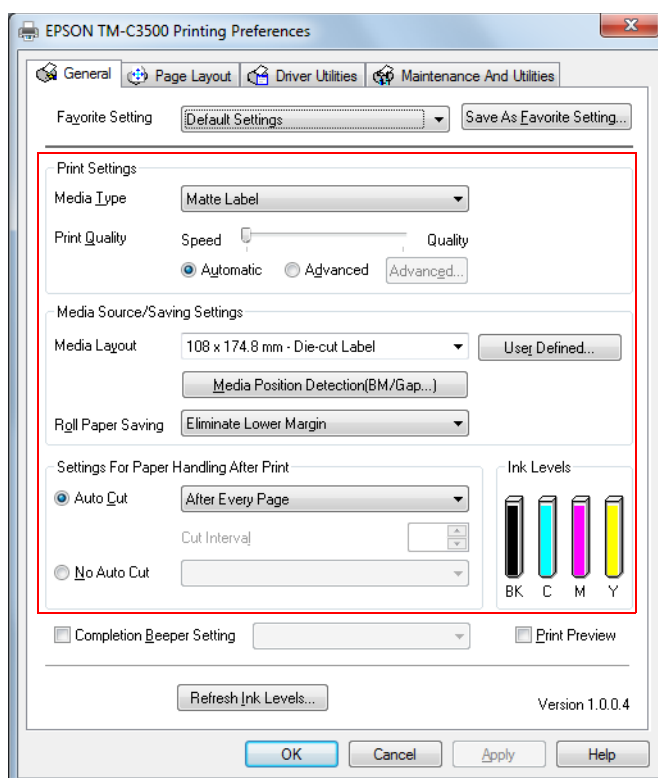 EPSON TM-C3500 Printing Preferences
General Page Layout Driver Utilities Maintenance And Utilities
Favorite Setting Default Settings Save As Favorite Setting...
Print Settings
Media Type Matte Label
Print Quality Speed Quality
Automatic Advanced Advanced...
Media Source/Saving Settings
Media Layout 108 x 174.8 mm - Die-cut Label User Defined...
Media Position Detection(BM/Gap...)
Roll Paper Saving Eliminate Lower Margin
Settings For Paper Handling After Print Ink Levels
Auto Cut After Every Page
Cut Interval
No Auto Cut
BK C M Y
Completion Beeper Setting Print Preview
Refresh Ink Levels... Version 1.0.0.4
OK Cancel Apply Help